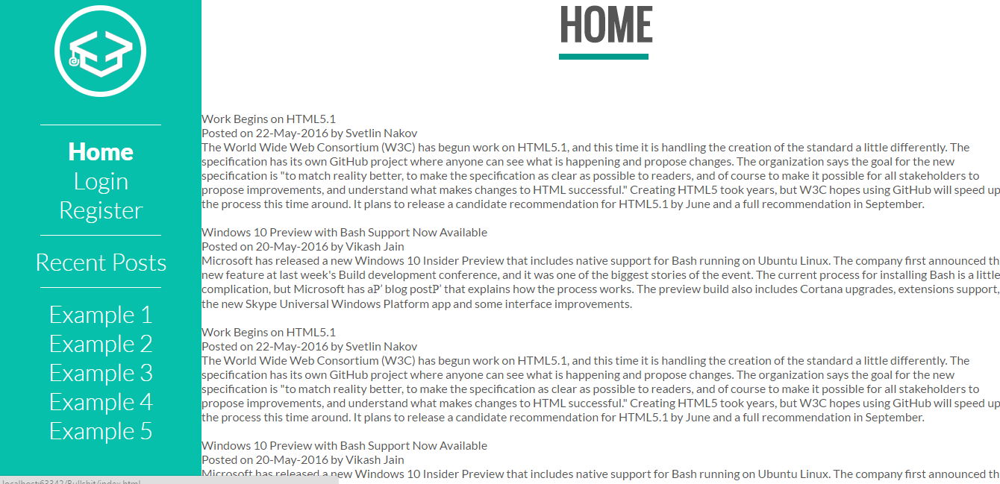 Home
Login
Register
Recent Posts
Example 1
Example 2
Example 3
Example 4
Example 5
HOME
Work Begins on HTML5.1
Posted on 22-May-2016 by Svetlin Nakov
The World Wide Web Consortium (W3C) has begun work on HTML5.1, and this time it is handling the creation of the standard a little differently. The
specification has its own GitHub project where anyone can see what is happening and propose changes. The organization says the goal for the new
specification is "to match reality better, to make the specification as clear as possible to readers, and of course to make it possible for all stakeholders to
propose improvements, and understand what makes changes to HTML successful." Creating HTML5 took years, but W3C hopes using GitHub will speed up
the process this time around. It plans to release a candidate recommendation for HTML5.1 by June and a full recommendation in September.
Windows 10 Preview with Bash Support Now Available
Posted on 20-May-2016 by Vikash Jain
Microsoft has released a new Windows 10 Insider Preview that includes native support for Bash running on Ubuntu Linux. The company first announced th
new feature at last week's Build development conference, and it was one of the biggest stories of the event. The current process for installing Bash is a little
complication, but Microsoft has aР’ blog postР’ that explains how the process works. The preview build also includes Cortana upgrades, extensions support,
the new Skype Universal Windows Platform app and some interface improvements.
Work Begins on HTML5.1
Posted on 22-May-2016 by Svetlin Nakov
The World Wide Web Consortium (W3C) has begun work on HTML5.1, and this time it is handling the creation of the standard a little differently. The
specification has its own GitHub project where anyone can see what is happening and propose changes. The organization says the goal for the new
specification is "to match reality better, to make the specification as clear as possible to readers, and of course to make it possible for all stakeholders to
propose improvements, and understand what makes changes to HTML successful." Creating HTML5 took years, but W3C hopes using GitHub will speed up
the process this time around. It plans to release a candidate recommendation for HTML5.1 by June and a full recommendation in September.
Windows 10 Preview with Bash Support Now Available
Posted on 20-May-2016 by Vikash Jain
Microsoft has released a new Windows 10 Insider Preview that includes native support for Bash running on Ubuntu Linux. The company first announced th
localhost:63342/Bullshit/index.html